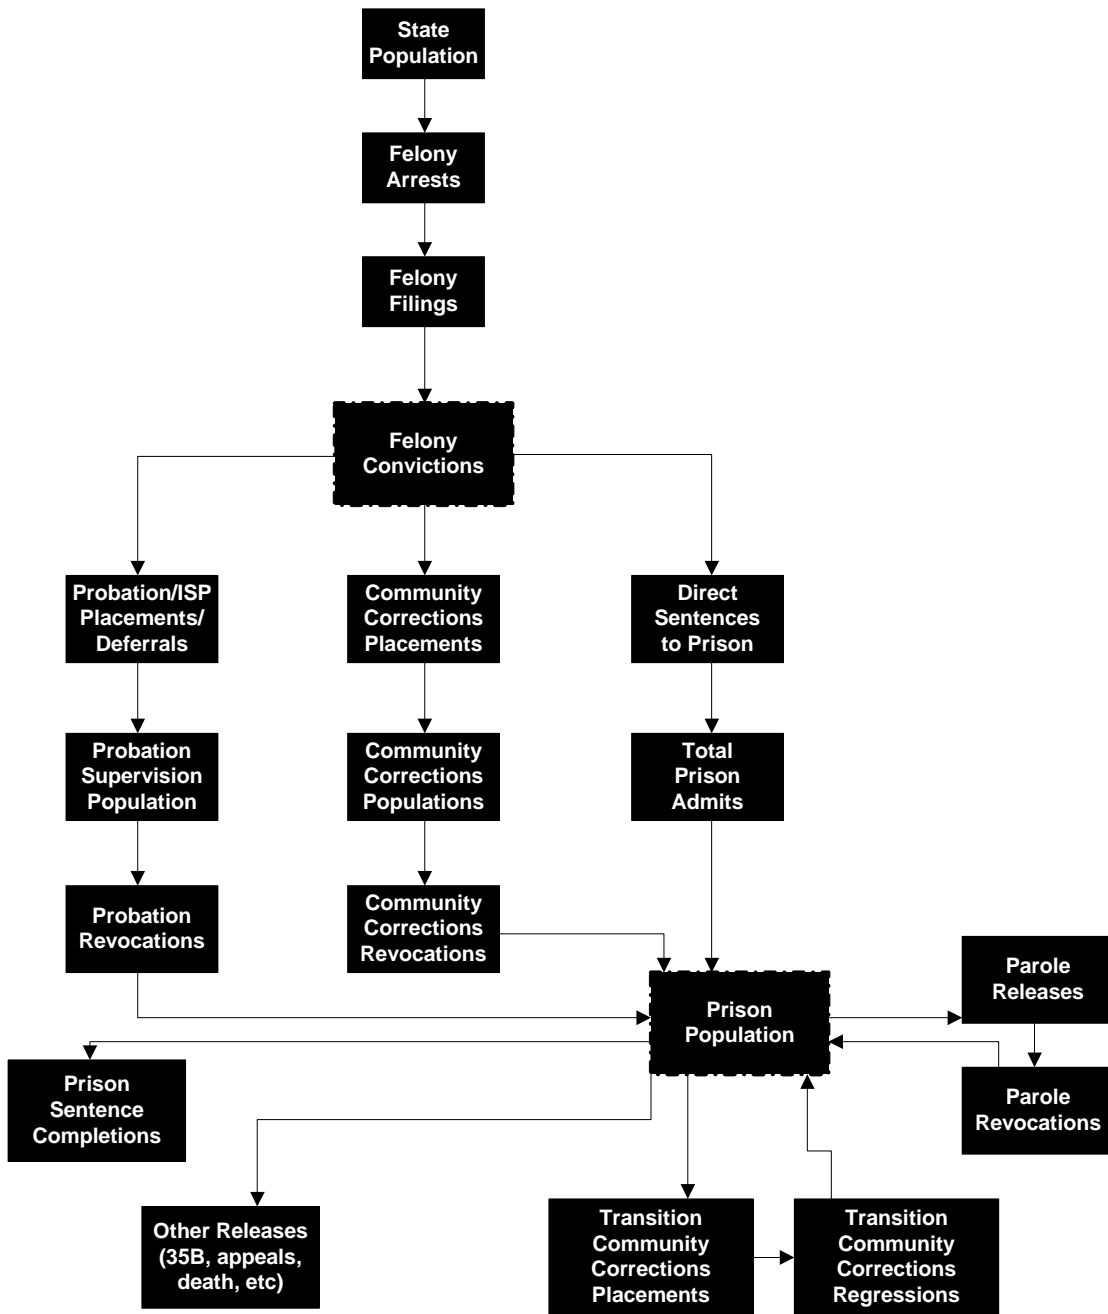 State
Population
Felony
Arrests
Felony
Filings
Felony
Convictions
Probation/ISP
Placements/
Deferrals
Community
Corrections
Placements
Direct
Sentences
to Prison
Probation
Supervision
Population
Community
Corrections
Populations
Total
Prison
Admits
Probation
Revocations
Community
Corrections
Revocations
Prison
Population
Parole
Releases
Prison
Sentence
Completions
Parole
Revocations
Other Releases
(35B, appeals,
death, etc)
Transition
Community
Corrections
Placements
Transition
Community
Corrections
Regressions